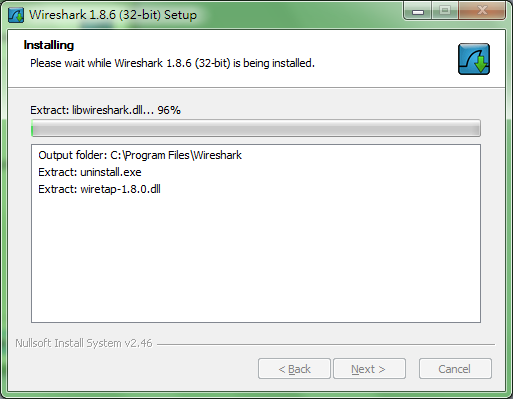 Wireshark 1.8.6 (32-bit) Setup
Installing
Please wait while Wireshark 1.8.6 (32-bit) is being installed.
Extract: libwireshark.dll... 96%
Output folder: C:\Program Files\Wireshark
Extract: uninstall.exe
Extract: wiretap-1.8.0.dll
Nullsoft Install System v2.46
< Back Next > Cancel